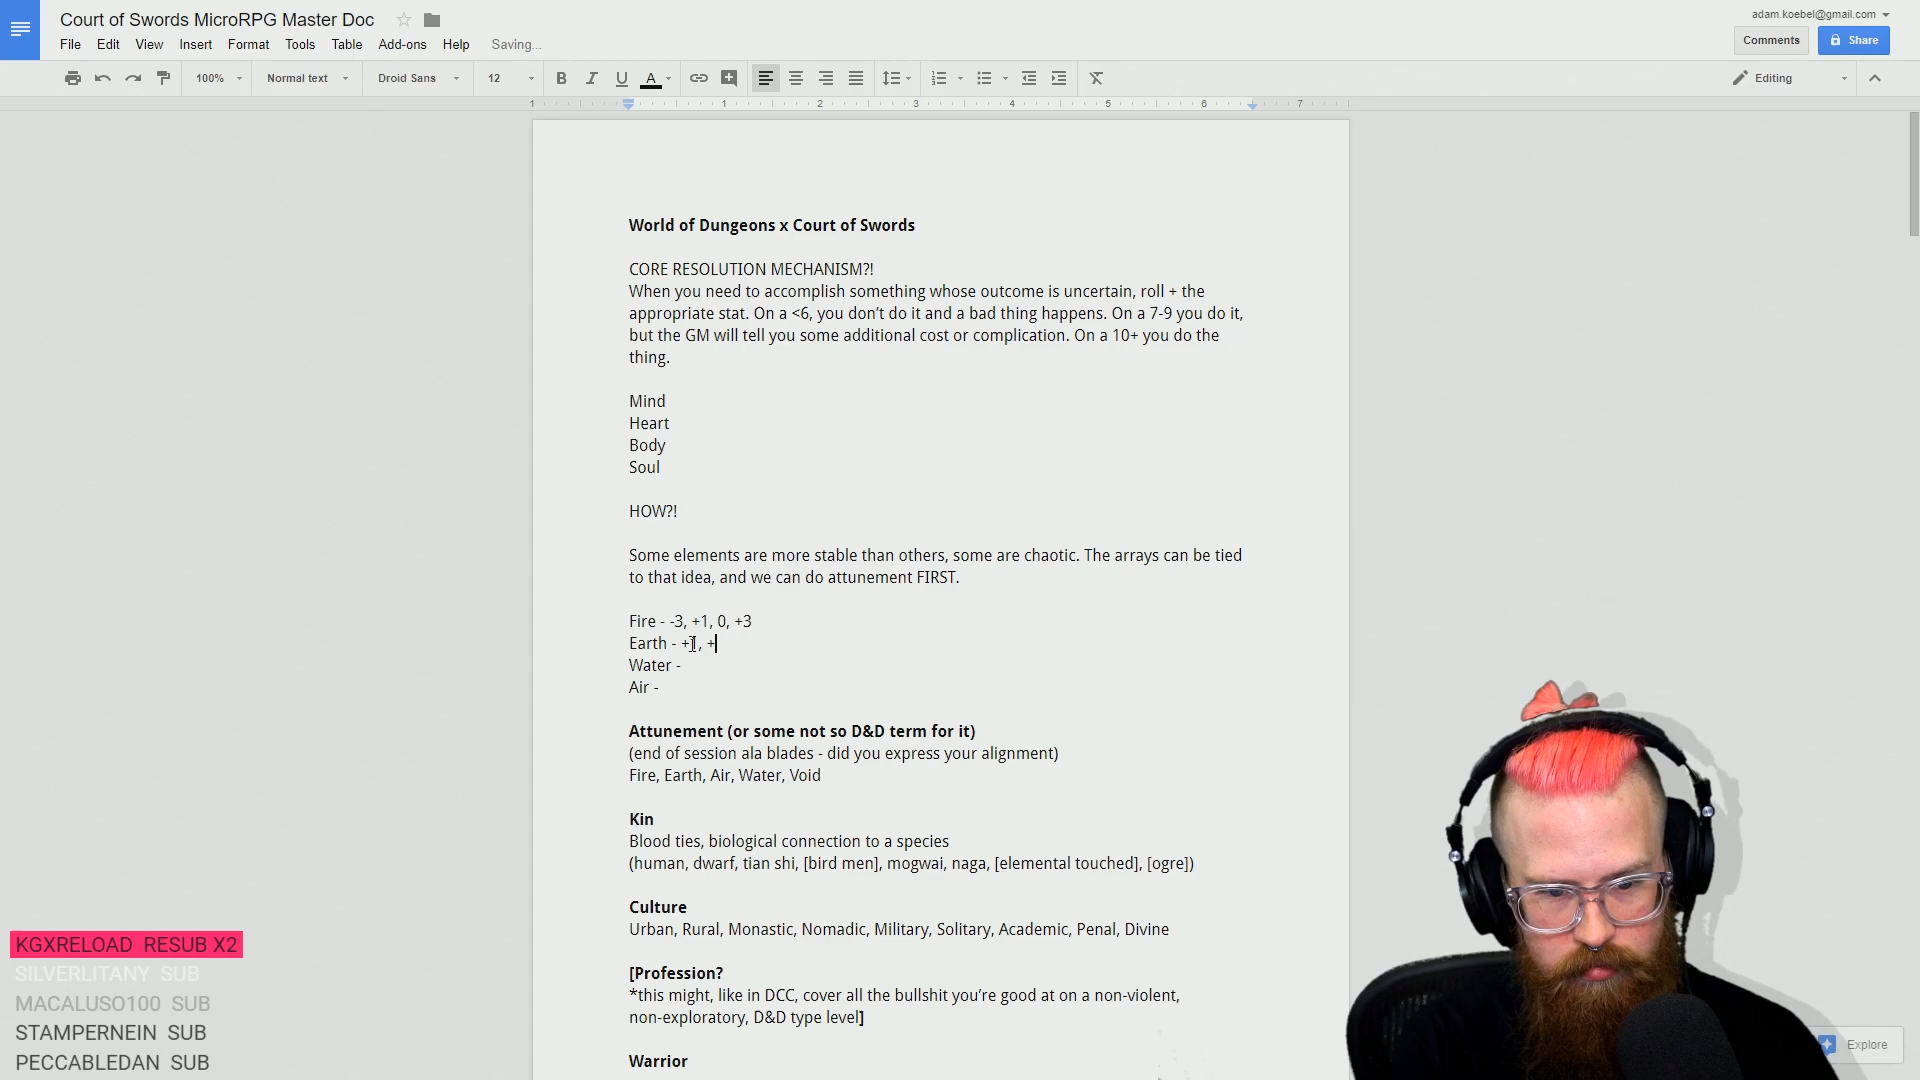 Court of Swords MicroRPG Master Doc
adam.koebel@gmail.com
File Edit View Insert Format Tools Table Add-ons Help Saving...
Comments Share
100% Normal text Droid Sans 12 B I U A Editing
1 1 2 3 4 5 6 7
World of Dungeons x Court of Swords
CORE RESOLUTION MECHANISM?!
When you need to accomplish something whose outcome is uncertain, roll + the
appropriate stat. On a <6, you don't do it and a bad thing happens. On a 7-9 you do it,
but the GM will tell you some additional cost or complication. On a 10+ you do the
thing.
Mind
Heart
Body
Soul
HOW?!
Some elements are more stable than others, some are chaotic. The arrays can be tied
to that idea, and we can do attunement FIRST.
Fire - -3, +1, 0, +3
Earth - +1, +
Water -
Air -
Attunement (or some not so D&D term for it)
(end of session ala blades - did you express your alignment)
Fire, Earth, Air, Water, Void
Kin
Blood ties, biological connection to a species
(human, dwarf, tian shi, [bird men], mogwai, naga, [elemental touched], [ogre])
Culture
Urban, Rural, Monastic, Nomadic, Military, Solitary, Academic, Penal, Divine
[Profession?
*this might, like in DCC, cover all the bullshit you're good at on a non-violent,
non-exploratory, D&D type level]
Warrior
KGXRELOAD RESUB X2
SILVERLITANY SUB
MACALUSO100 SUB
STAMPERNEIN SUB
PECCABLEDAN SUB
Explore